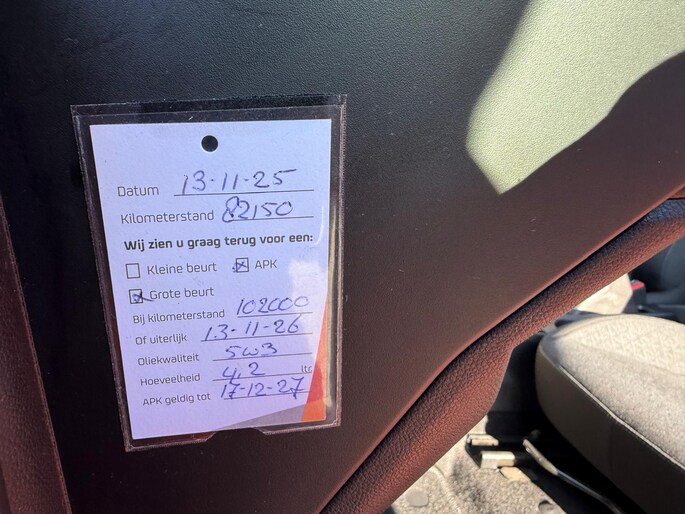 Datum 13-11-25
Kilometerstand 82150
Wij zien u graag terug voor een:
Kleine beurt APK
Grote beurt
Bij kilometerstand 102000
Of uiterlijk 13-11-26
Oliekwaliteit 5w3
Hoeveelheid 4,2 ltr.
APK geldig tot 17-12-27